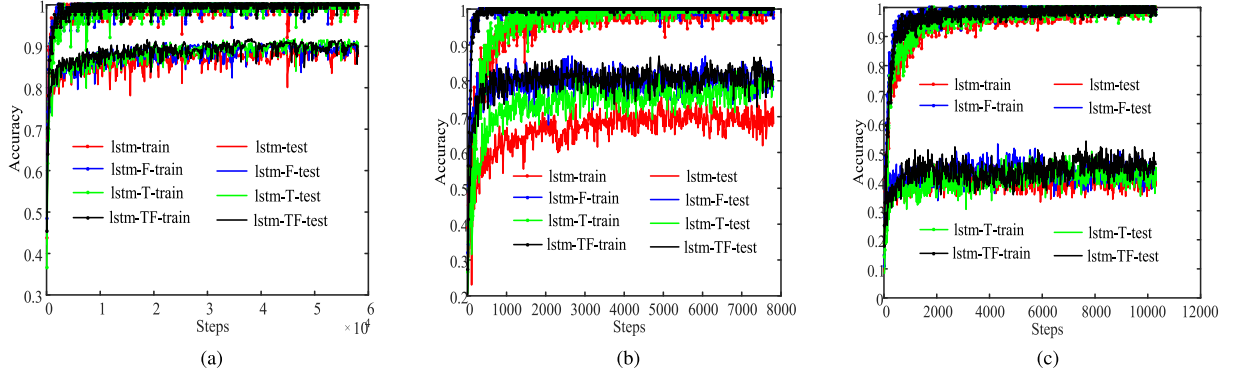 1
0.9
0.8
0.7
0.6
0.5
0.4
0.3
Accuracy
lstm-train lstm-test
lstm-F-train lstm-F-test
lstm-T-train lstm-T-test
lstm-TF-train lstm-TF-test
0 1 2 3 4 5 6
Steps × 10⁴
(a)
1
0.9
0.8
0.7
0.6
0.5
0.4
0.3
0.2
Accuracy
lstm-train lstm-test
lstm-F-train lstm-F-test
lstm-T-train lstm-T-test
lstm-TF-train lstm-TF-test
0 1000 2000 3000 4000 5000 6000 7000 8000
Steps
(b)
1
0.9
0.8
0.7
0.6
0.5
0.4
0.3
0.2
0.1
0
Accuracy
lstm-train lstm-test
lstm-F-train lstm-F-test
lstm-T-train lstm-T-test
lstm-TF-train lstm-TF-test
0 2000 4000 6000 8000 10000 12000
Steps
(c)